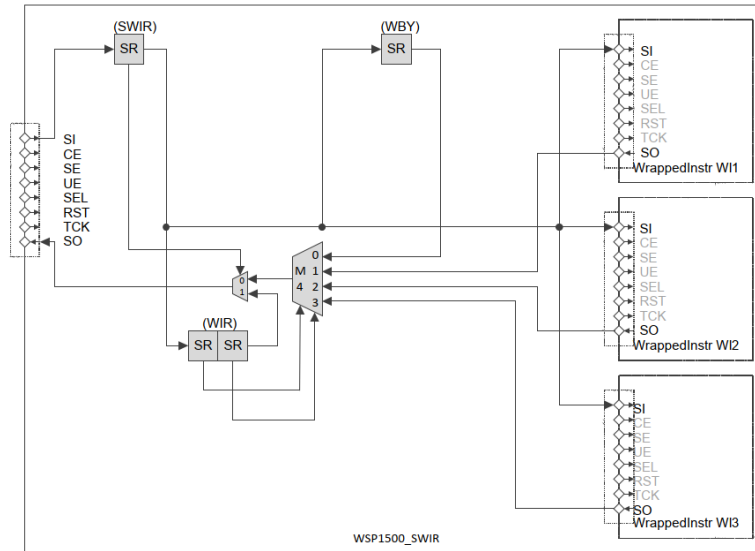 (SWIR)
SR
(WBY)
SR
SI
CE
SE
UE
SEL
RST
TCK
SO
WrappedInstr WI1
SI
CE
SE
UE
SEL
RST
TCK
SO
SI
CE
SE
UE
SEL
RST
TCK
SO
WrappedInstr WI2
0
M 1
4 2
3
0
1
(WIR)
SR SR
SI
CE
SE
UE
SEL
RST
TCK
SO
WrappedInstr WI3
WSP1500_SWIR